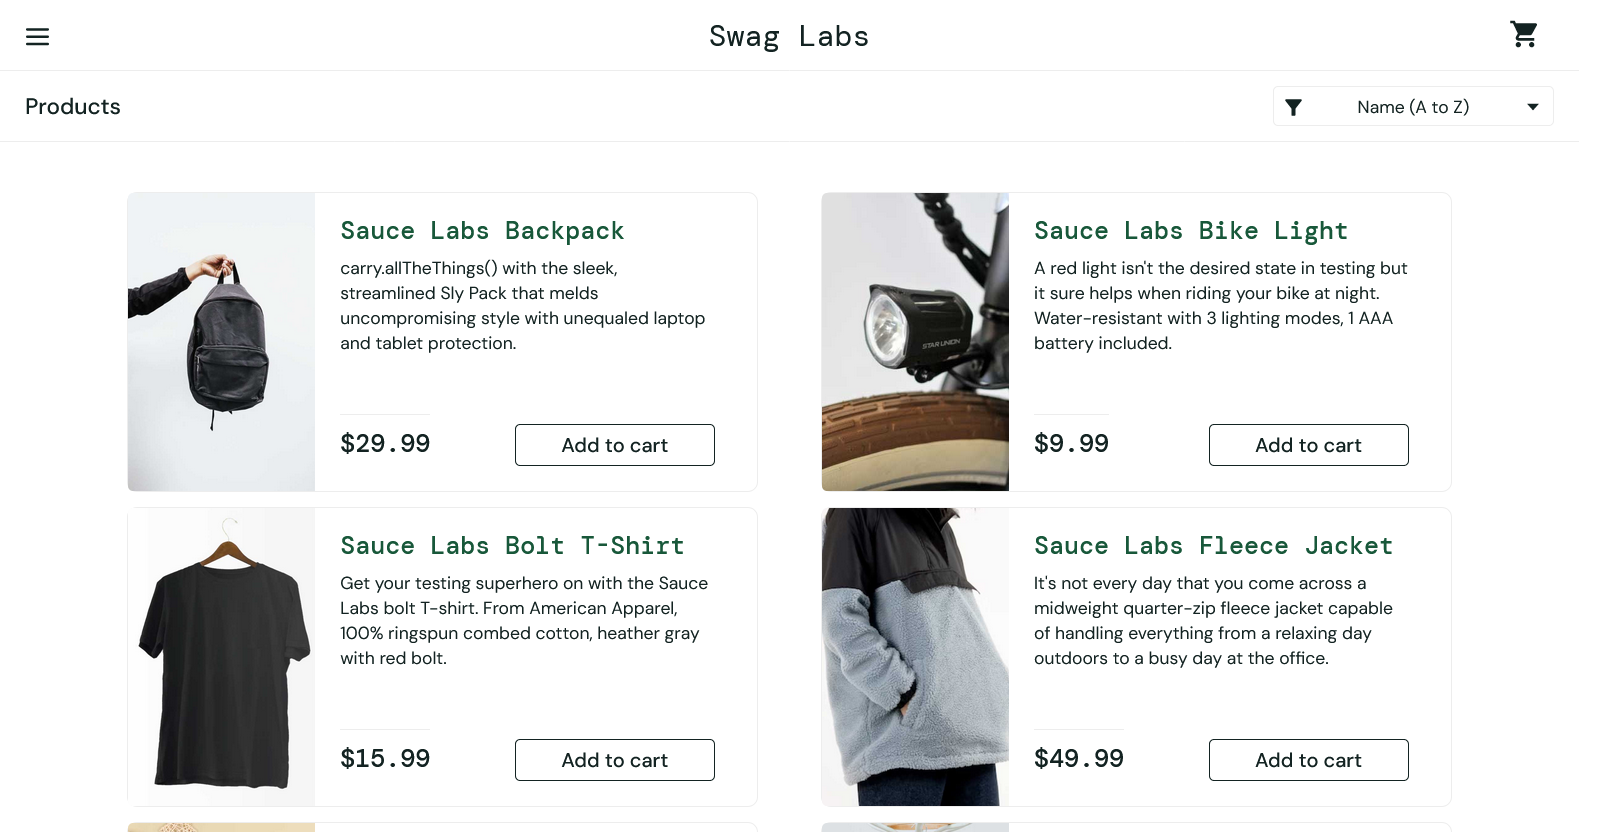 Swag Labs
Products
Name (A to Z)
Sauce Labs Backpack
carry.allTheThings() with the sleek,
streamlined Sly Pack that melds
uncompromising style with unequaled laptop
and tablet protection.
$29.99
Add to cart
Sauce Labs Bike Light
A red light isn't the desired state in testing but
it sure helps when riding your bike at night.
Water-resistant with 3 lighting modes, 1 AAA
battery included.
STAR UNION
$9.99
Add to cart
Sauce Labs Bolt T-Shirt
Get your testing superhero on with the Sauce
Labs bolt T-shirt. From American Apparel,
100% ringspun combed cotton, heather gray
with red bolt.
$15.99
Add to cart
Sauce Labs Fleece Jacket
It's not every day that you come across a
midweight quarter-zip fleece jacket capable
of handling everything from a relaxing day
outdoors to a busy day at the office.
$49.99
Add to cart